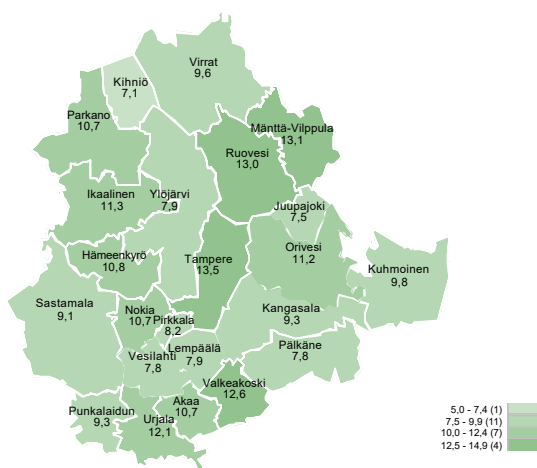 Virrat
9,6
Kihniö
7,1
Parkano
10,7
Mänttä-Vilppula
13,1
Ruovesi
13,0
Ikaalinen
11,3
Ylöjärvi
7,9
Juupajoki
7,5
Orivesi
11,2
Hämeenkyrö
10,8
Tampere
13,5
Kuhmoinen
9,8
Sastamala
9,1
Nokia
10,7
Pirkkala
8,2
Kangasala
9,3
Lempäälä
7,9
Vesilahti
7,8
Pälkäne
7,8
Valkeakoski
12,6
Punkalaidun
9,3
Akaa
10,7
Urjala
12,1
5,0 - 7,4 (1)
7,5 - 9,9 (11)
10,0 - 12,4 (7)
12,5 - 14,9 (4)